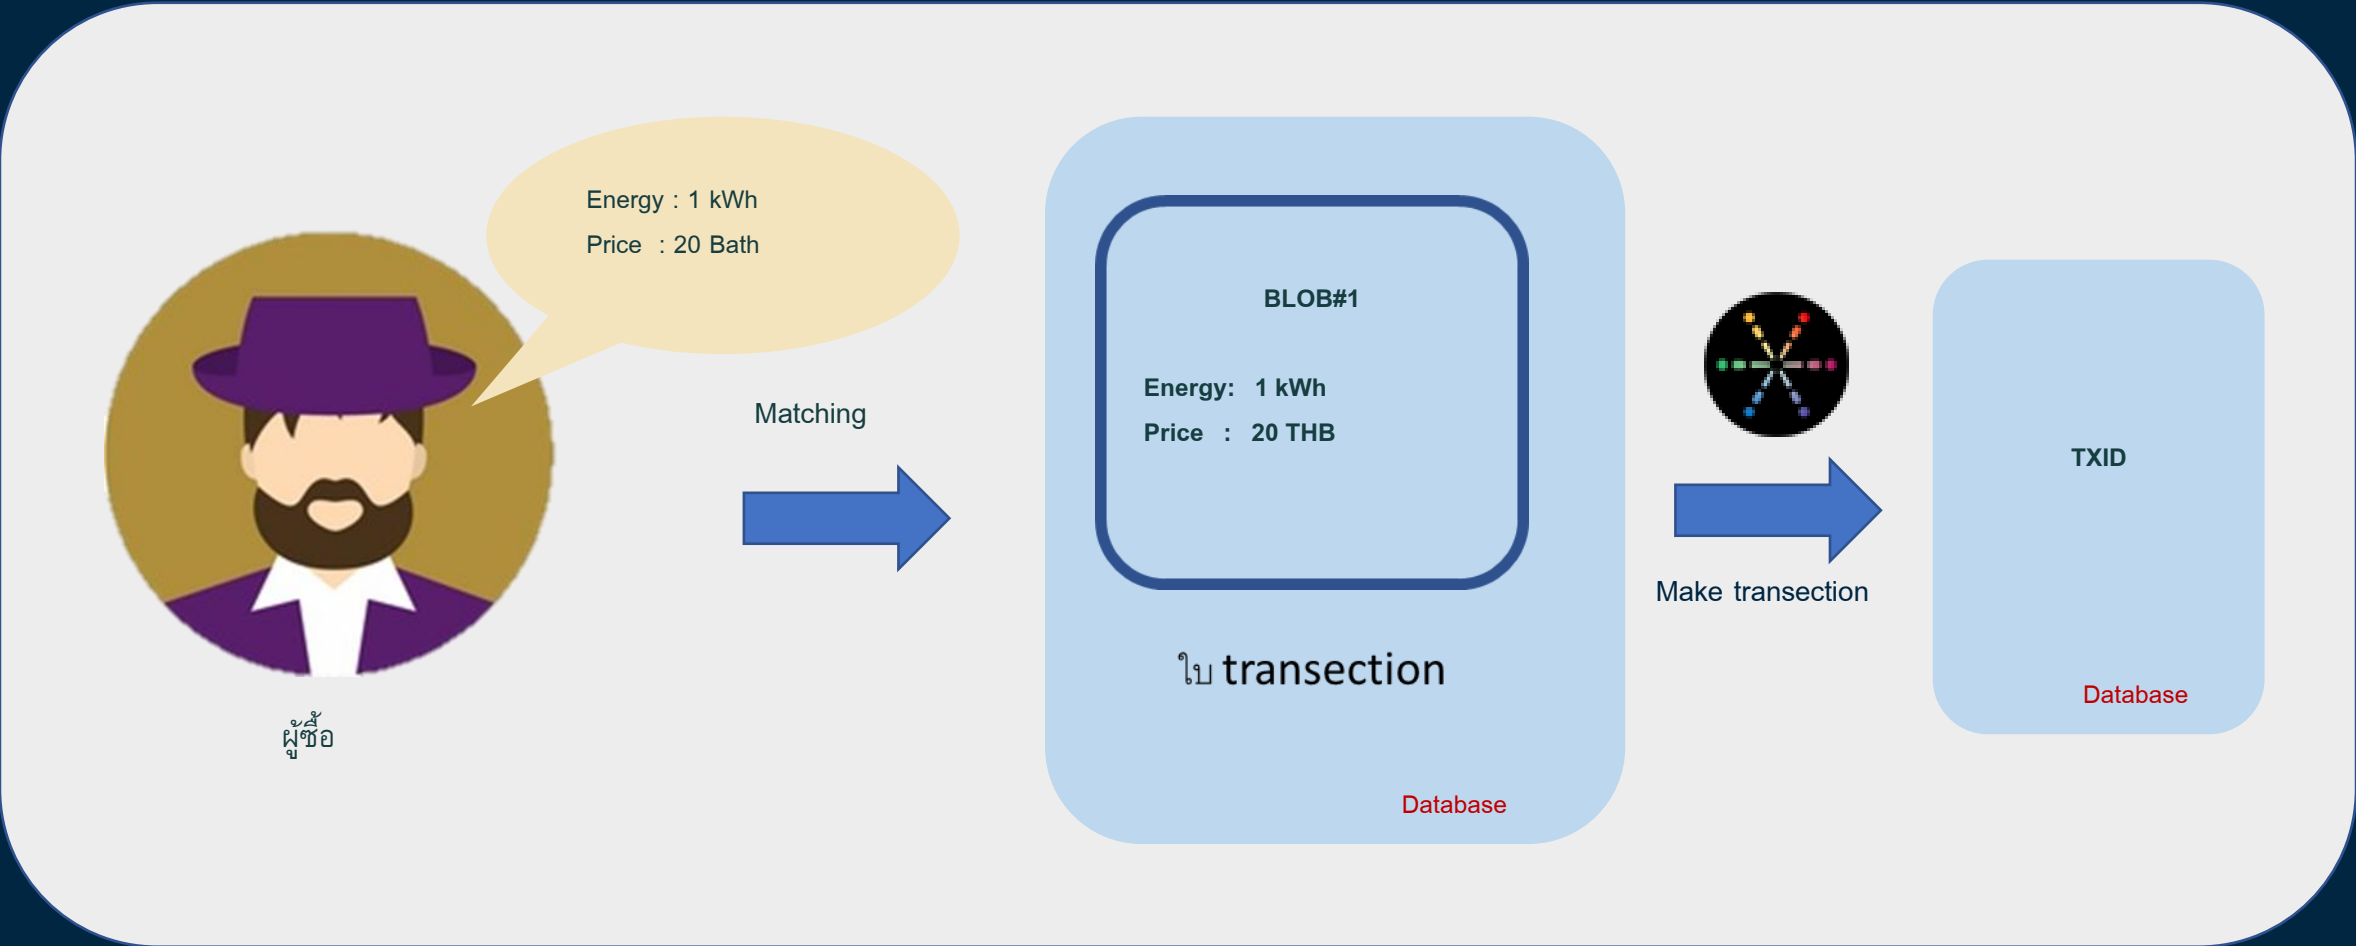 Energy : 1 kWh
Price : 20 Bath
Matching
ผู้ซื้อ
BLOB#1
Energy: 1 kWh
Price : 20 THB
ใบ transection
Database
Make transection
TXID
Database